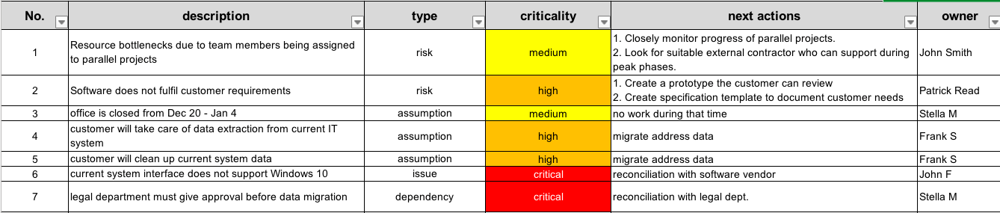 No. description type criticality next actions owner
1 Resource bottlenecks due to team members being assigned to parallel projects risk medium 1. Closely monitor progress of parallel projects.
2. Look for suitable external contractor who can support during peak phases. John Smith
2 Software does not fulfil customer requirements risk high 1. Create a prototype the customer can review
2. Create specification template to document customer needs Patrick Read
3 office is closed from Dec 20 - Jan 4 assumption medium no work during that time Stella M
4 customer will take care of data extraction from current IT system assumption high migrate address data Frank S
5 customer will clean up current system data assumption high migrate address data Frank S
6 current system interface does not support Windows 10 issue critical reconciliation with software vendor John F
7 legal department must give approval before data migration dependency critical reconciliation with legal dept. Stella M